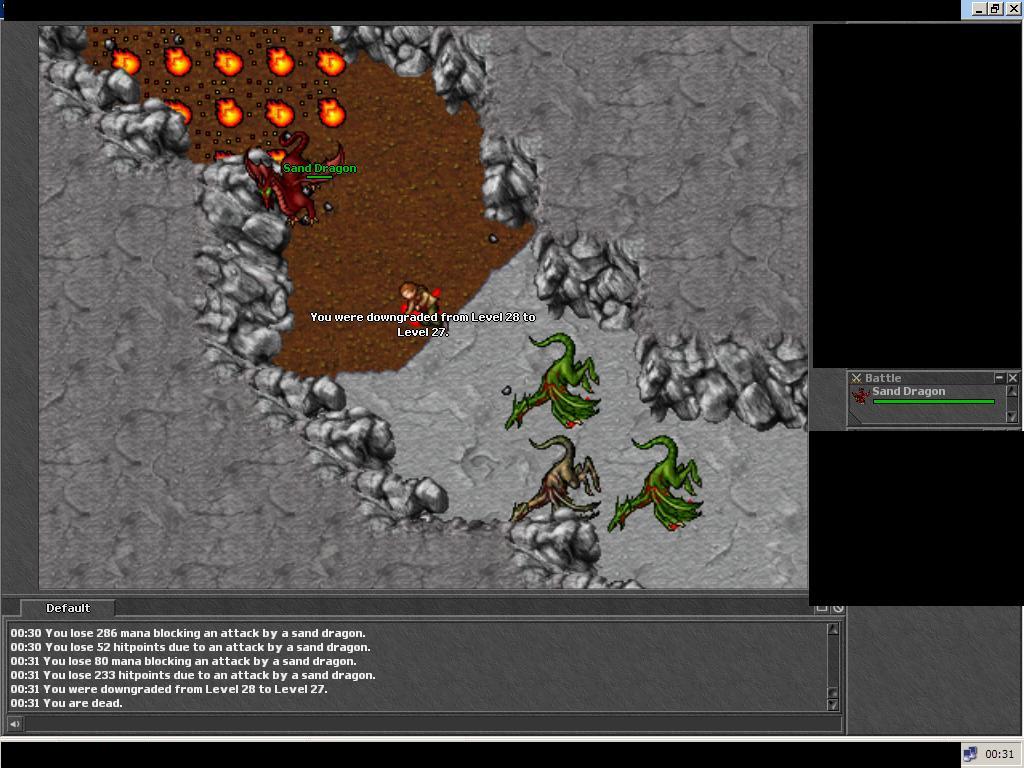 Sand Dragon
You were downgraded from Level 28 to
Level 27.
Battle
Sand Dragon
Default
00:30 You lose 286 mana blocking an attack by a sand dragon.
00:30 You lose 52 hitpoints due to an attack by a sand dragon.
00:31 You lose 80 mana blocking an attack by a sand dragon.
00:31 You lose 233 hitpoints due to an attack by a sand dragon.
00:31 You were downgraded from Level 28 to Level 27.
00:31 You are dead.
00:31